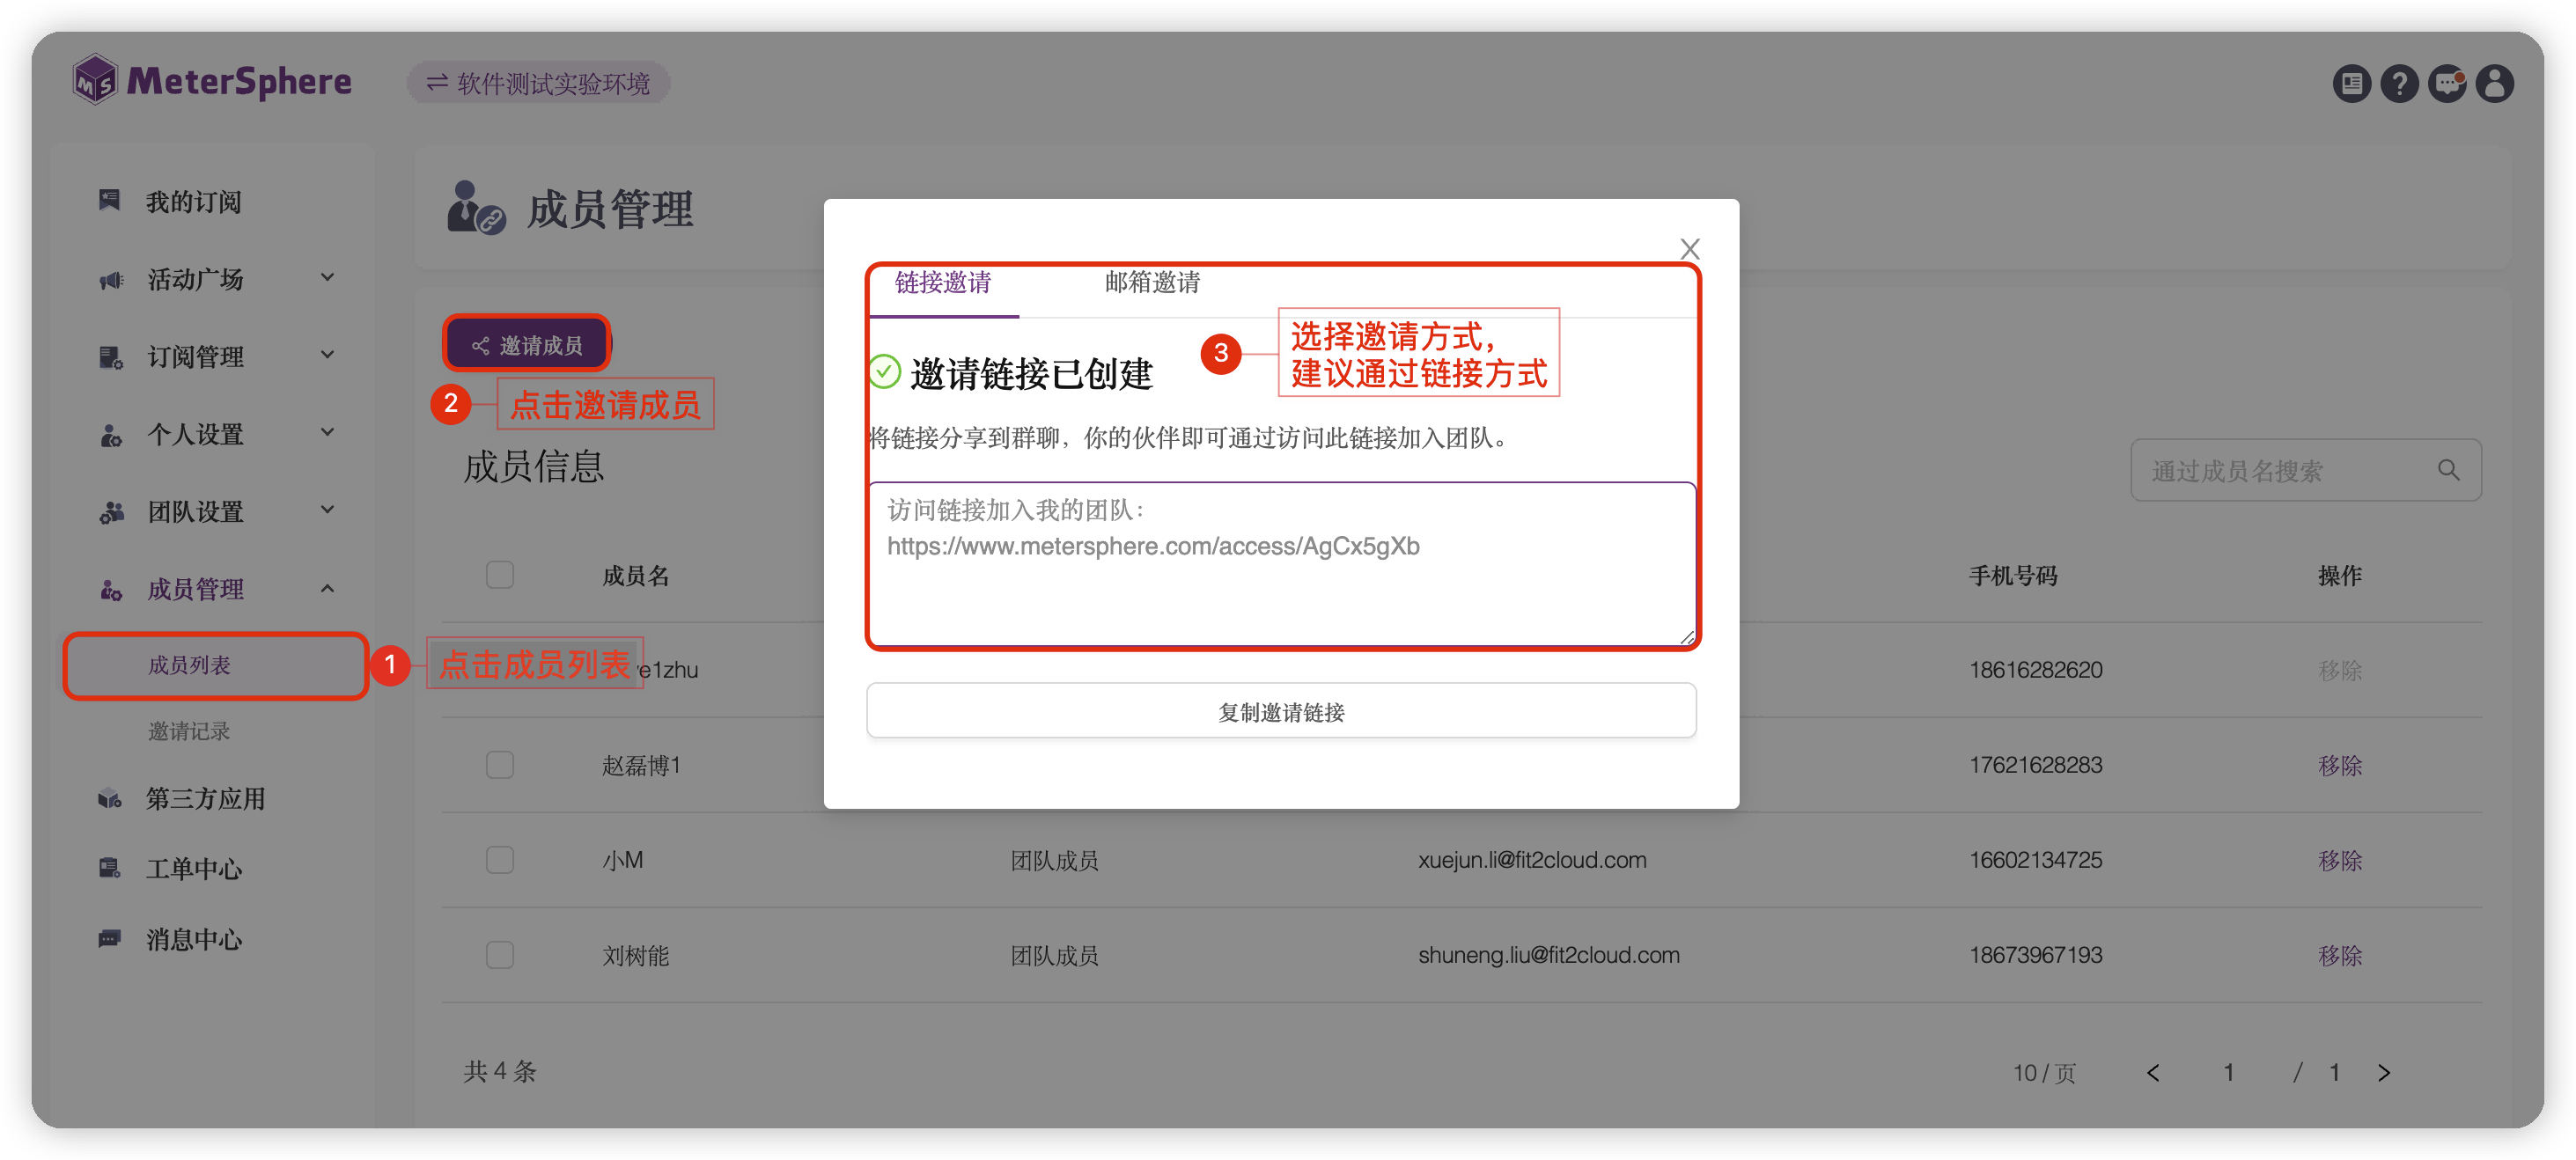 MeterSphere
软件测试实验环境
我的订阅
活动广场
订阅管理
个人设置
团队设置
成员管理
成员列表
邀请记录
第三方应用
工单中心
消息中心
1 点击成员列表
成员管理
邀请成员
2 点击邀请成员
成员信息
通过成员名搜索
链接邀请 邮箱邀请
3 选择邀请方式，
建议通过链接方式
邀请链接已创建
将链接分享到群聊，你的伙伴即可通过访问此链接加入团队。
访问链接加入我的团队：
https://www.metersphere.com/access/AgCx5gXb
复制邀请链接
成员名 手机号码 操作
e1zhu 18616282620 移除
赵磊博1 17621628283 移除
小M 团队成员 xuejun.li@fit2cloud.com 16602134725 移除
刘树能 团队成员 shuneng.liu@fit2cloud.com 18673967193 移除
共 4 条 10 / 页 < 1 / 1 >